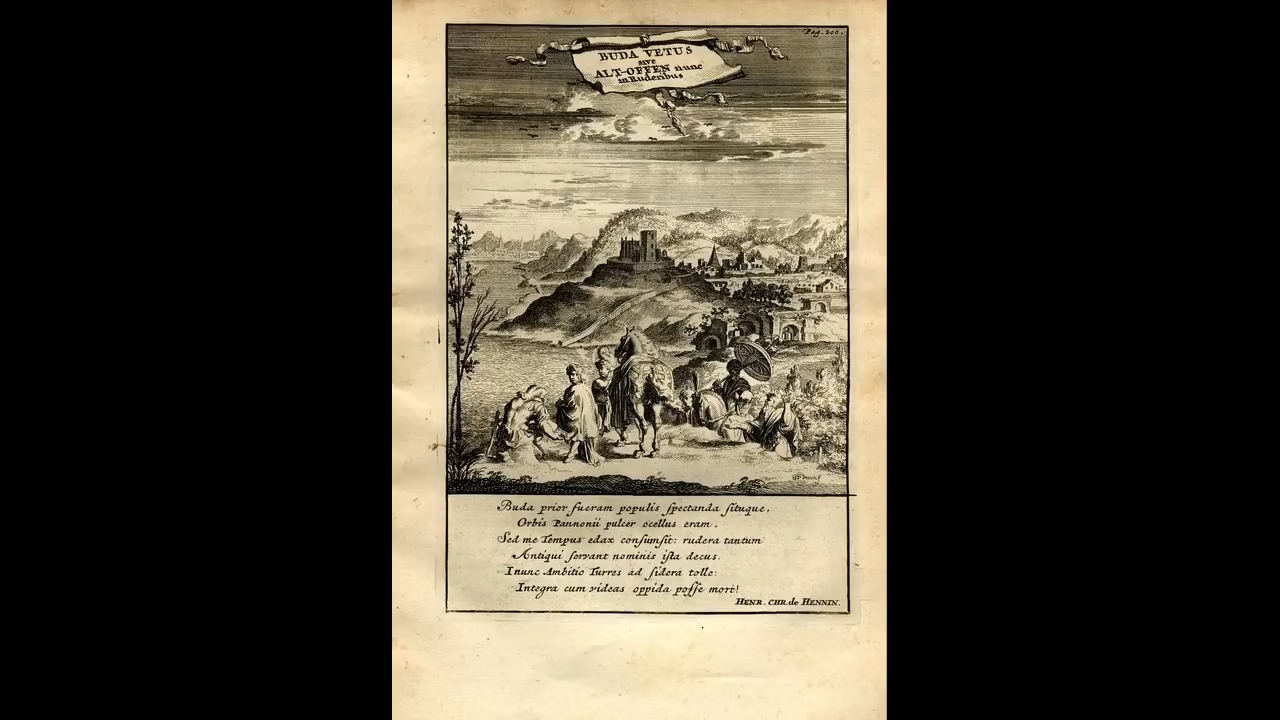 Pag. 200.
BUDA VETUS
sive
ALT-OFFEN nunc
in Ruderibus
Buda prior fueram populis ſpectanda ſituque,
Orbis Pannonii pulcer ocellus eram.
Sed me Tempus edax conſumſit: rudera tantum
Antiqui ſervant nominis iſta decus.
I nunc Ambitio Turres ad ſidera tolle:
Integra cum videas oppida poſſe mori!
HENR. CHR. de HENNIN.